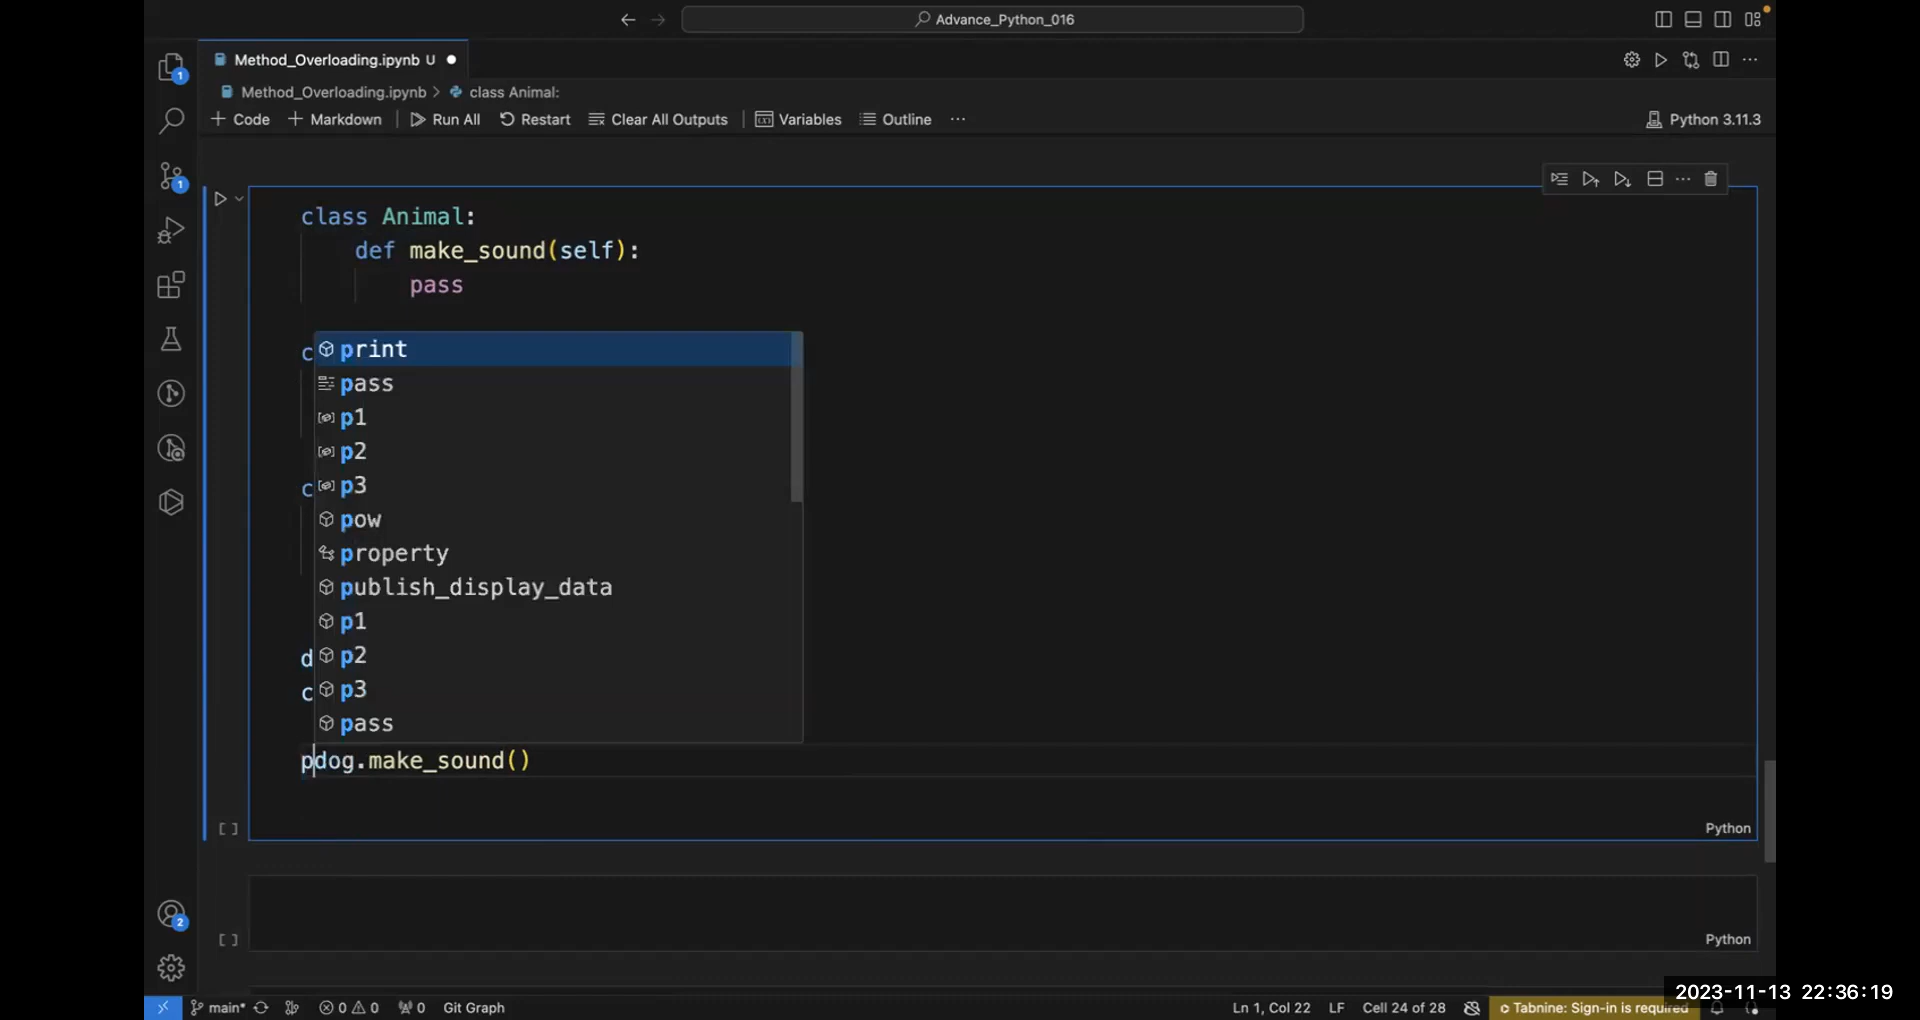 Advance_Python_016
Method_Overloading.ipynb U
Method_Overloading.ipynb > class Animal:
Code Markdown Run All Restart Clear All Outputs Variables Outline ... Python 3.11.3
1
1
class Animal:
def make_sound(self):
pass
c
print
pass
p1
p2
p3
c
pow
property
publish_display_data
p1
d
p2
c
p3
pass
pdog.make_sound()
[ ] Python
2
[ ] Python
main* 0 0 0 Git Graph Ln 1, Col 22 LF Cell 24 of 28 Tabnine: Sign-in is required
2023-11-13 22:36:19